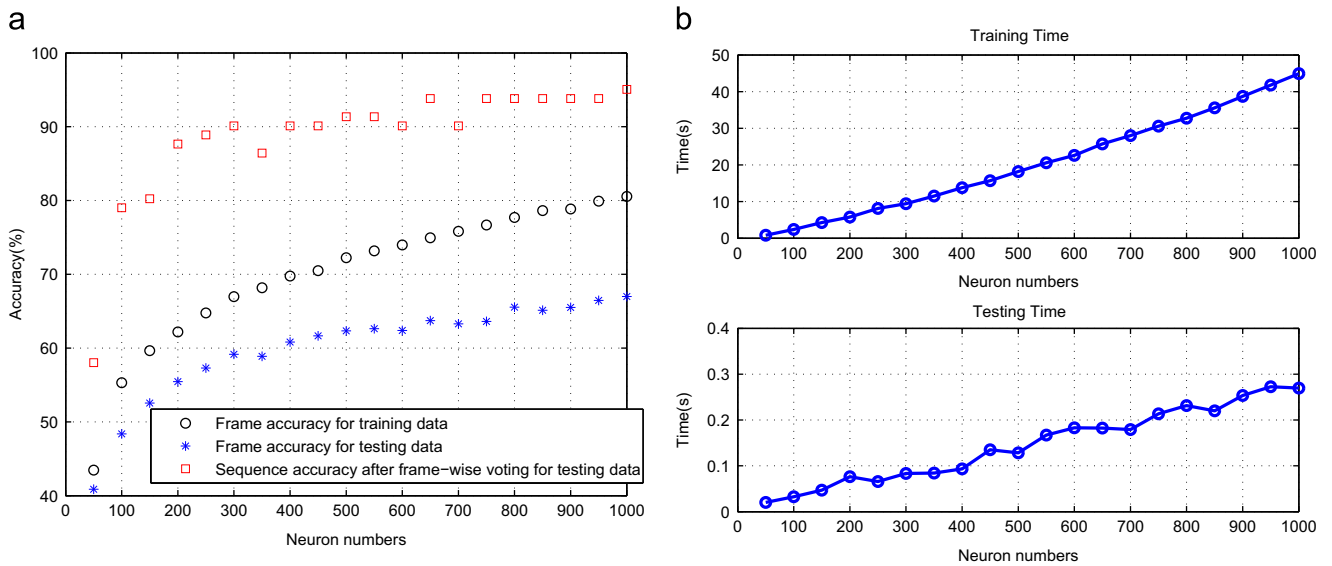 a
100
90
80
70
60
50
40
Accuracy(%)
100 200 300 400 500 600 700 800 900 1000
Neuron numbers
Frame accuracy for training data
Frame accuracy for testing data
Sequence accuracy after frame-wise voting for testing data
b
Training Time
50
40
30
20
10
0
Time(s)
0 100 200 300 400 500 600 700 800 900 1000
Neuron numbers
Testing Time
0.4
0.3
0.2
0.1
0
Time(s)
0 100 200 300 400 500 600 700 800 900 1000
Neuron numbers